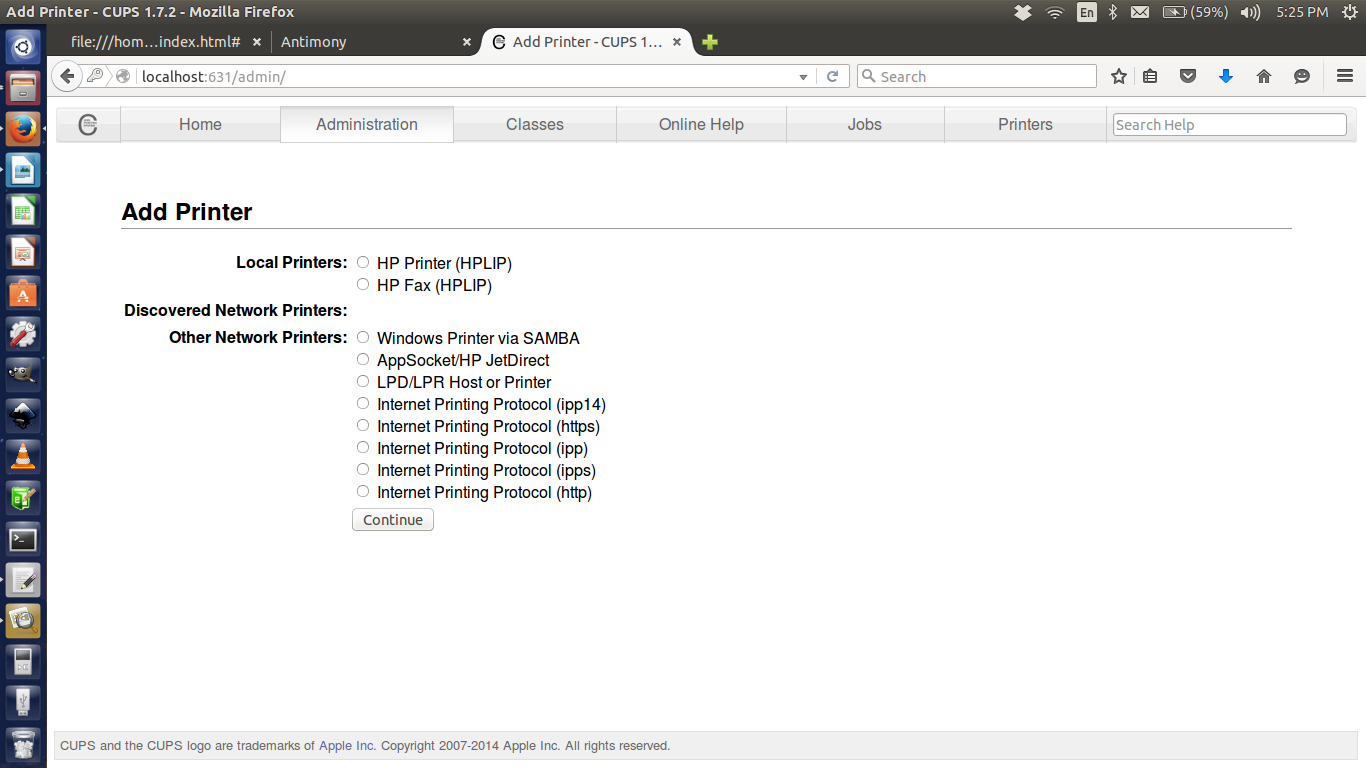 Add Printer - CUPS 1.7.2 - Mozilla Firefox
En
(59%)
5:25 PM
file:///hom...index.html#
Antimony
Add Printer - CUPS 1...
localhost:631/admin/
Search
Home
Administration
Classes
Online Help
Jobs
Printers
Search Help
Add Printer
Local Printers:
HP Printer (HPLIP)
HP Fax (HPLIP)
Discovered Network Printers:
Other Network Printers:
Windows Printer via SAMBA
AppSocket/HP JetDirect
LPD/LPR Host or Printer
Internet Printing Protocol (ipp14)
Internet Printing Protocol (https)
Internet Printing Protocol (ipp)
Internet Printing Protocol (ipps)
Internet Printing Protocol (http)
Continue
CUPS and the CUPS logo are trademarks of Apple Inc. Copyright 2007-2014 Apple Inc. All rights reserved.